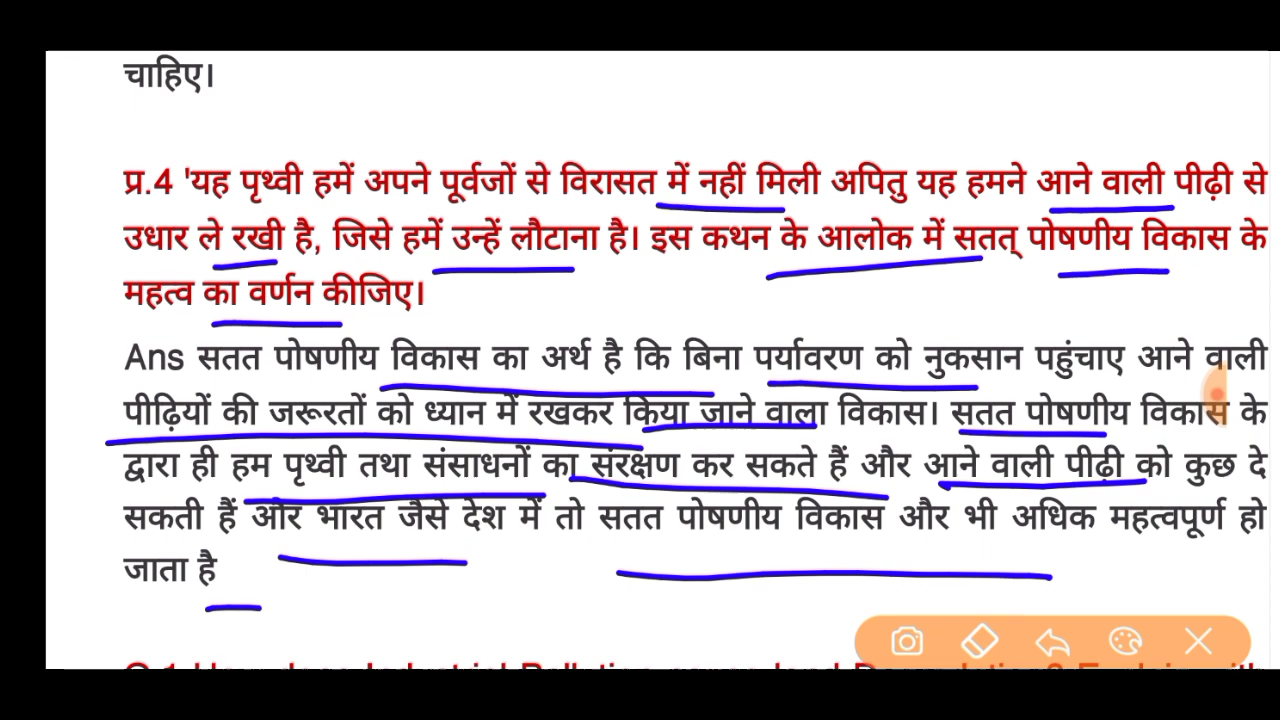 चाहिए।
प्र.4 'यह पृथ्वी हमें अपने पूर्वजों से विरासत में नहीं मिली अपितु यह हमने आने वाली पीढ़ी से
उधार ले रखी है, जिसे हमें उन्हें लौटाना है। इस कथन के आलोक में सतत् पोषणीय विकास के
महत्व का वर्णन कीजिए।
Ans सतत पोषणीय विकास का अर्थ है कि बिना पर्यावरण को नुकसान पहुंचाए आने वाली
पीढ़ियों की जरूरतों को ध्यान में रखकर किया जाने वाला विकास। सतत पोषणीय विकास के
द्वारा ही हम पृथ्वी तथा संसाधनों का संरक्षण कर सकते हैं और आने वाली पीढ़ी को कुछ दे
सकती हैं और भारत जैसे देश में तो सतत पोषणीय विकास और भी अधिक महत्वपूर्ण हो
जाता है